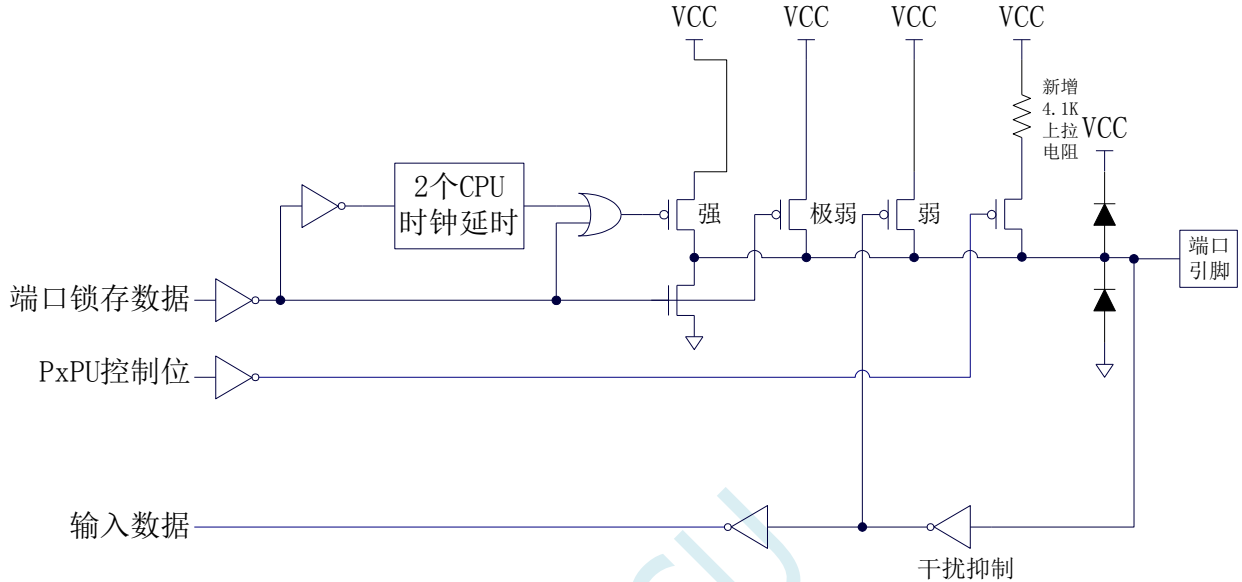 VCC
VCC
VCC
VCC
新增
4.1K
上拉
电阻
VCC
2个CPU
时钟延时
强
极弱
弱
端口
引脚
端口锁存数据
PxPU控制位
输入数据
干扰抑制
CU